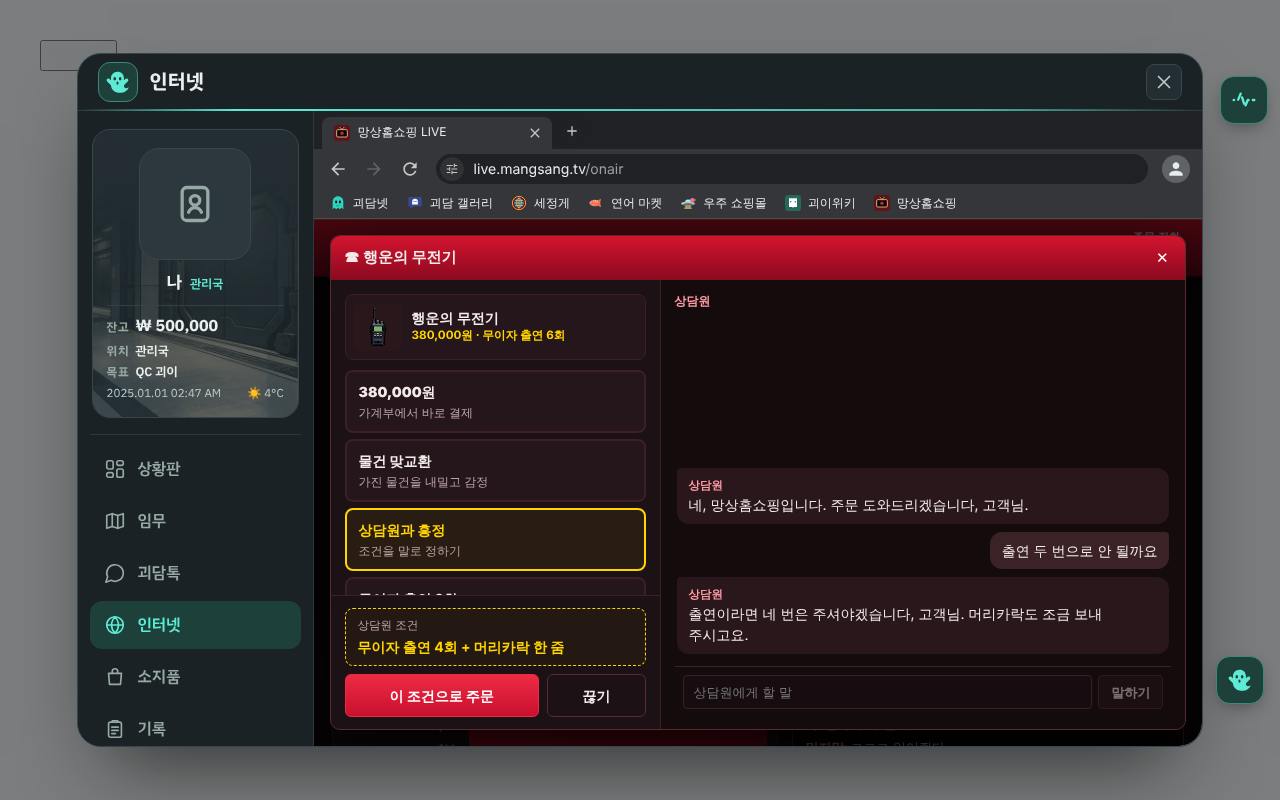 인터넷
나 관리국
잔고 ₩ 500,000
위치 관리국
목표 QC 괴이
2025.01.01 02:47 AM ☀️ 4°C
상황판
임무
괴담톡
인터넷
소지품
기록
망상홈쇼핑 LIVE
live.mangsang.tv/onair
괴담넷 괴담 갤러리 세정게 연어 마켓 우주 쇼핑몰 괴이위키 망상홈쇼핑
☎ 행운의 무전기
행운의 무전기
380,000원 · 무이자 출연 6회
380,000원
가계부에서 바로 결제
물건 맞교환
가진 물건을 내밀고 감정
상담원과 흥정
조건을 말로 정하기
상담원 조건
무이자 출연 4회 + 머리카락 한 줌
이 조건으로 주문
끊기
상담원
상담원
네, 망상홈쇼핑입니다. 주문 도와드리겠습니다, 고객님.
출연 두 번으로 안 될까요
상담원
출연이라면 네 번은 주셔야겠습니다, 고객님. 머리카락도 조금 보내
주시고요.
상담원에게 할 말
말하기